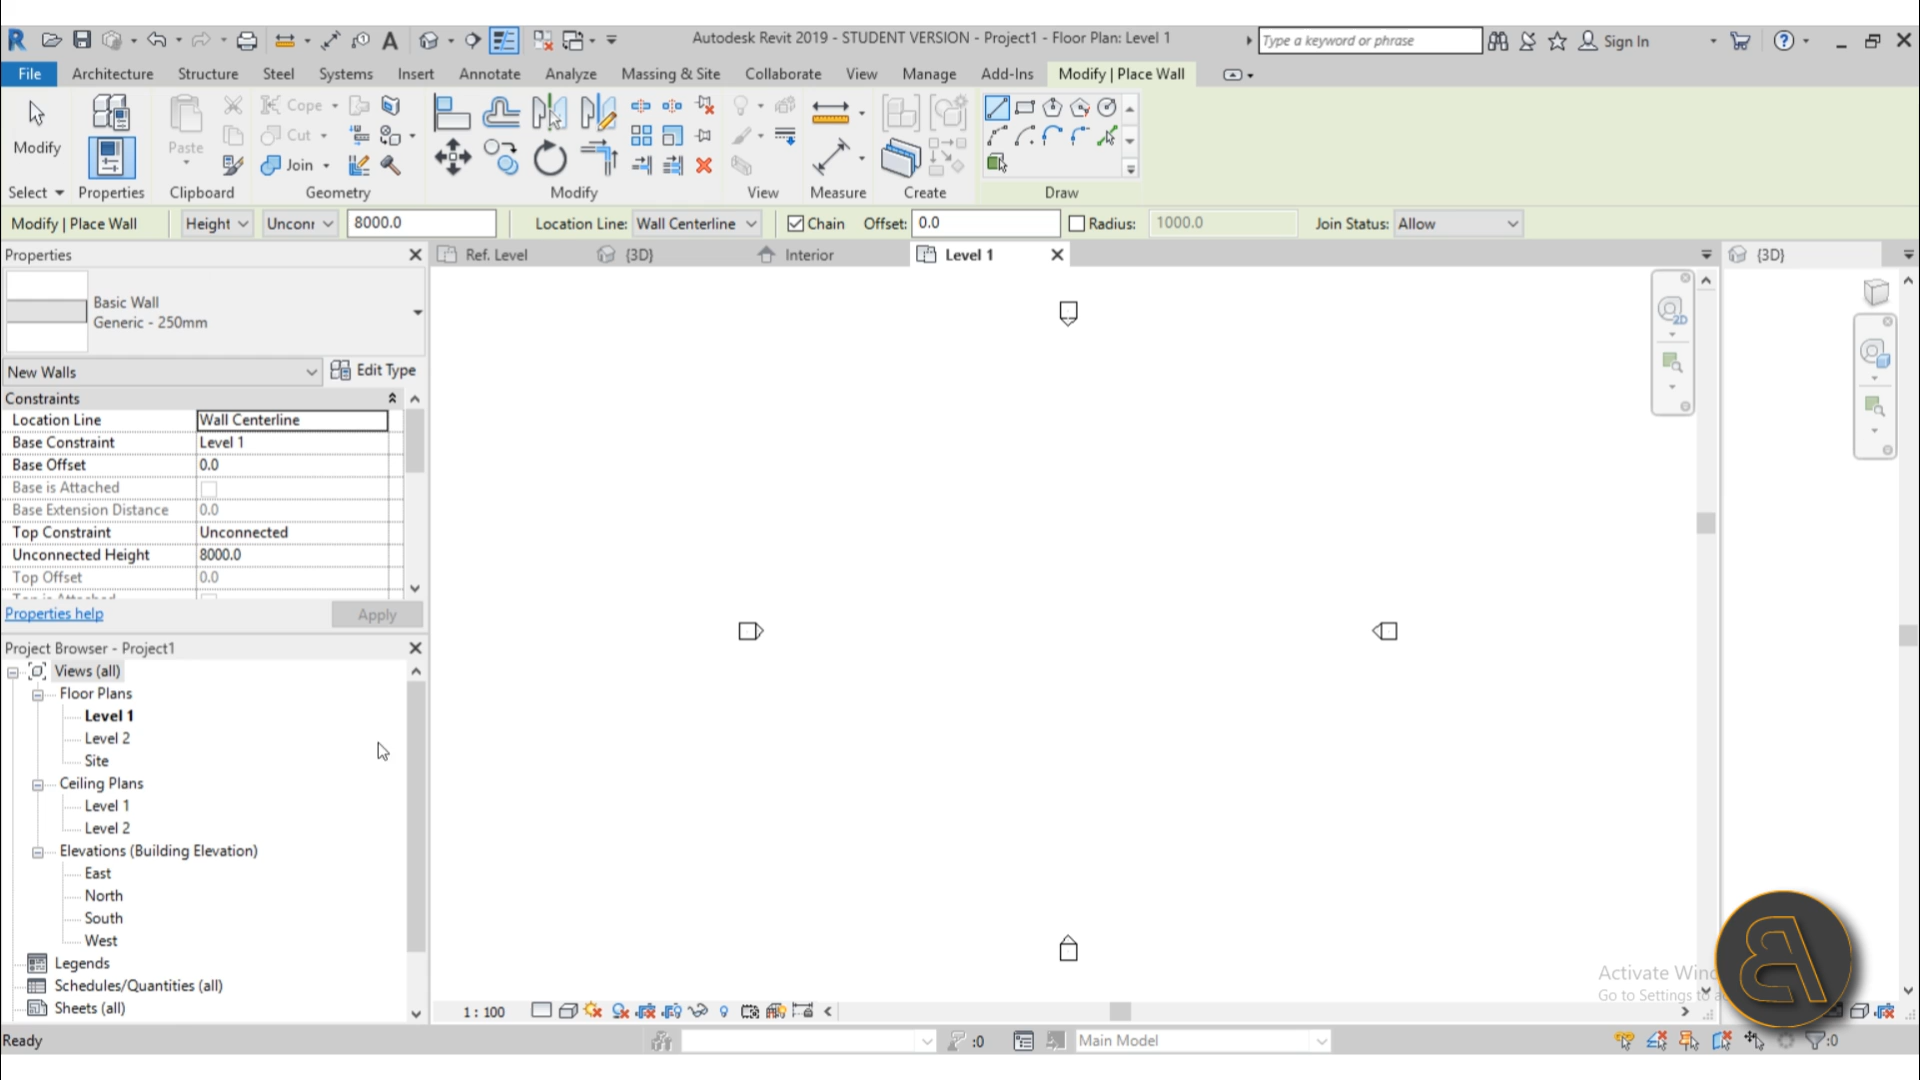 Autodesk Revit 2019 - STUDENT VERSION - Project1 - Floor Plan: Level 1
Type a keyword or phrase
Sign In
File Architecture Structure Steel Systems Insert Annotate Analyze Massing & Site Collaborate View Manage Add-Ins Modify | Place Wall
Modify
Paste
Cope
Cut
Join
Select Properties Clipboard Geometry Modify View Measure Create Draw
Modify | Place Wall Height Unconr 8000.0 Location Line: Wall Centerline Chain Offset: 0.0 Radius: 1000.0 Join Status: Allow
Properties
Ref. Level {3D} Interior Level 1 {3D}
Basic Wall
Generic - 250mm
New Walls Edit Type
Constraints
Location Line Wall Centerline
Base Constraint Level 1
Base Offset 0.0
Base is Attached
Base Extension Distance 0.0
Top Constraint Unconnected
Unconnected Height 8000.0
Top Offset 0.0
Properties help Apply
2D
Project Browser - Project1
Views (all)
Floor Plans
Level 1
Level 2
Site
Ceiling Plans
Level 1
Level 2
Elevations (Building Elevation)
East
North
South
West
Legends
Schedules/Quantities (all)
Sheets (all)
1 : 100
Activate Wind
Go to Settings to a
Ready :0 Main Model :0